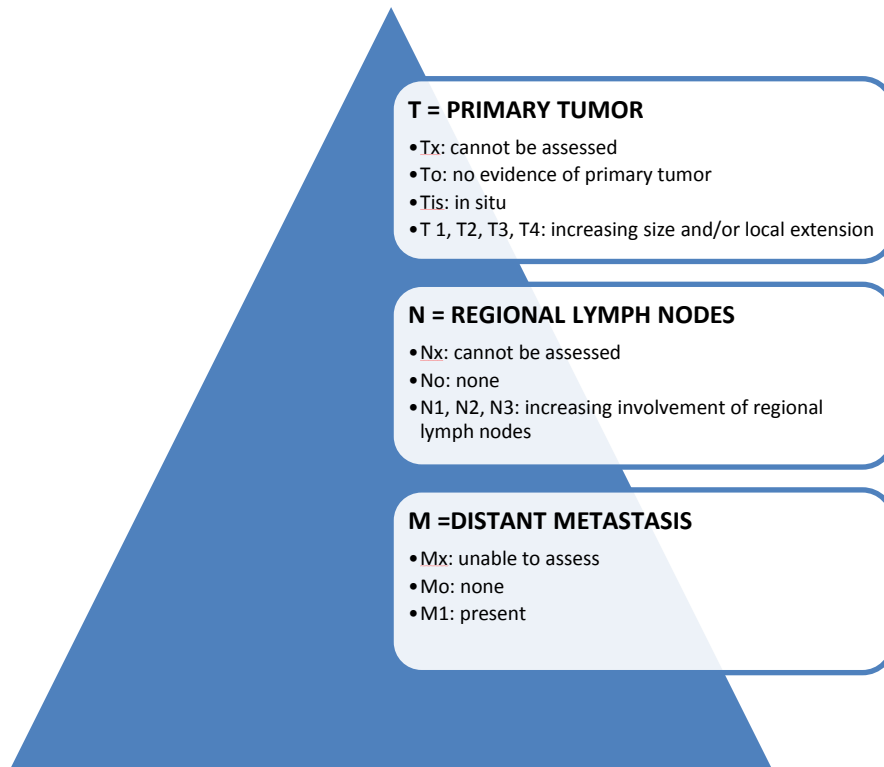 T = PRIMARY TUMOR
•Tx: cannot be assessed
•To: no evidence of primary tumor
•Tis: in situ
•T 1, T2, T3, T4: increasing size and/or local extension
N = REGIONAL LYMPH NODES
•Nx: cannot be assessed
•No: none
•N1, N2, N3: increasing involvement of regional
lymph nodes
M =DISTANT METASTASIS
•Mx: unable to assess
•Mo: none
•M1: present